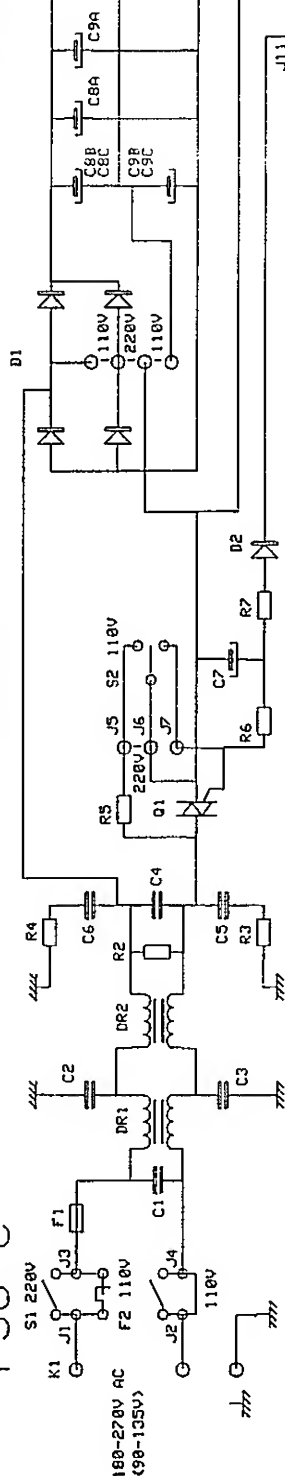 S1 220V
K1
J1
J3
F1
F2 110V
180-270V AC
(90-135V)
J2
J4
110V
C1
DR1
C2
C3
DR2
R2
C4
R4
C6
C5
R3
R5
J5
220V
J6
J7
S2 110V
Q1
C7
R6
R7
D2
D1
110V
220V
110V
C8B
C8C
C9B
C9C
C8A
C9A
J11